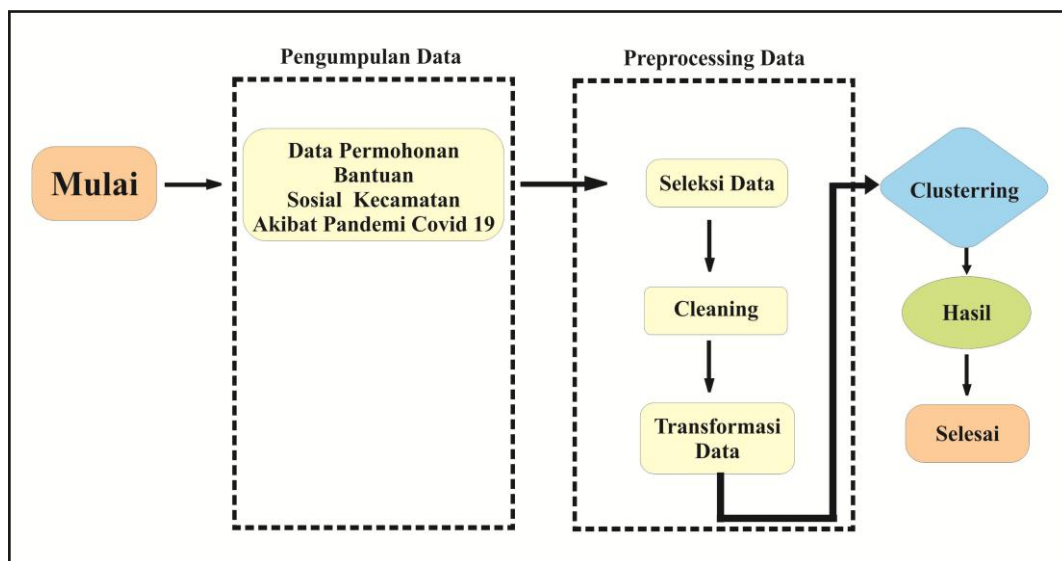 Pengumpulan Data
Preprocessing Data
Mulai
Data Permohonan
Bantuan
Sosial Kecamatan
Akibat Pandemi Covid 19
Seleksi Data
Cleaning
Transformasi
Data
Clusterring
Hasil
Selesai